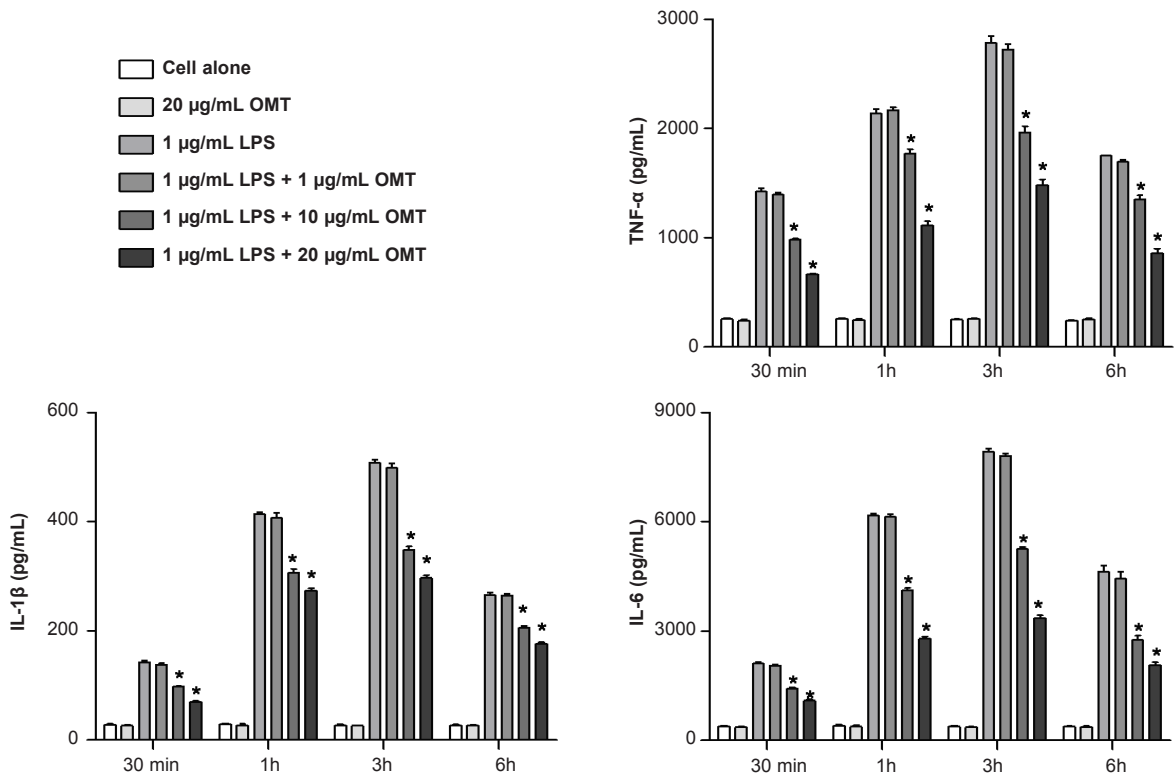 Cell alone
20 µg/mL OMT
1 µg/mL LPS
1 µg/mL LPS + 1 µg/mL OMT
1 µg/mL LPS + 10 µg/mL OMT
1 µg/mL LPS + 20 µg/mL OMT
TNF-α (pg/mL)
3000
2000
1000
0
* * * * * * * *
30 min 1h 3h 6h
IL-1β (pg/mL)
600
400
200
0
* * * * * * * *
30 min 1h 3h 6h
IL-6 (pg/mL)
9000
6000
3000
0
* * * * * * * *
30 min 1h 3h 6h